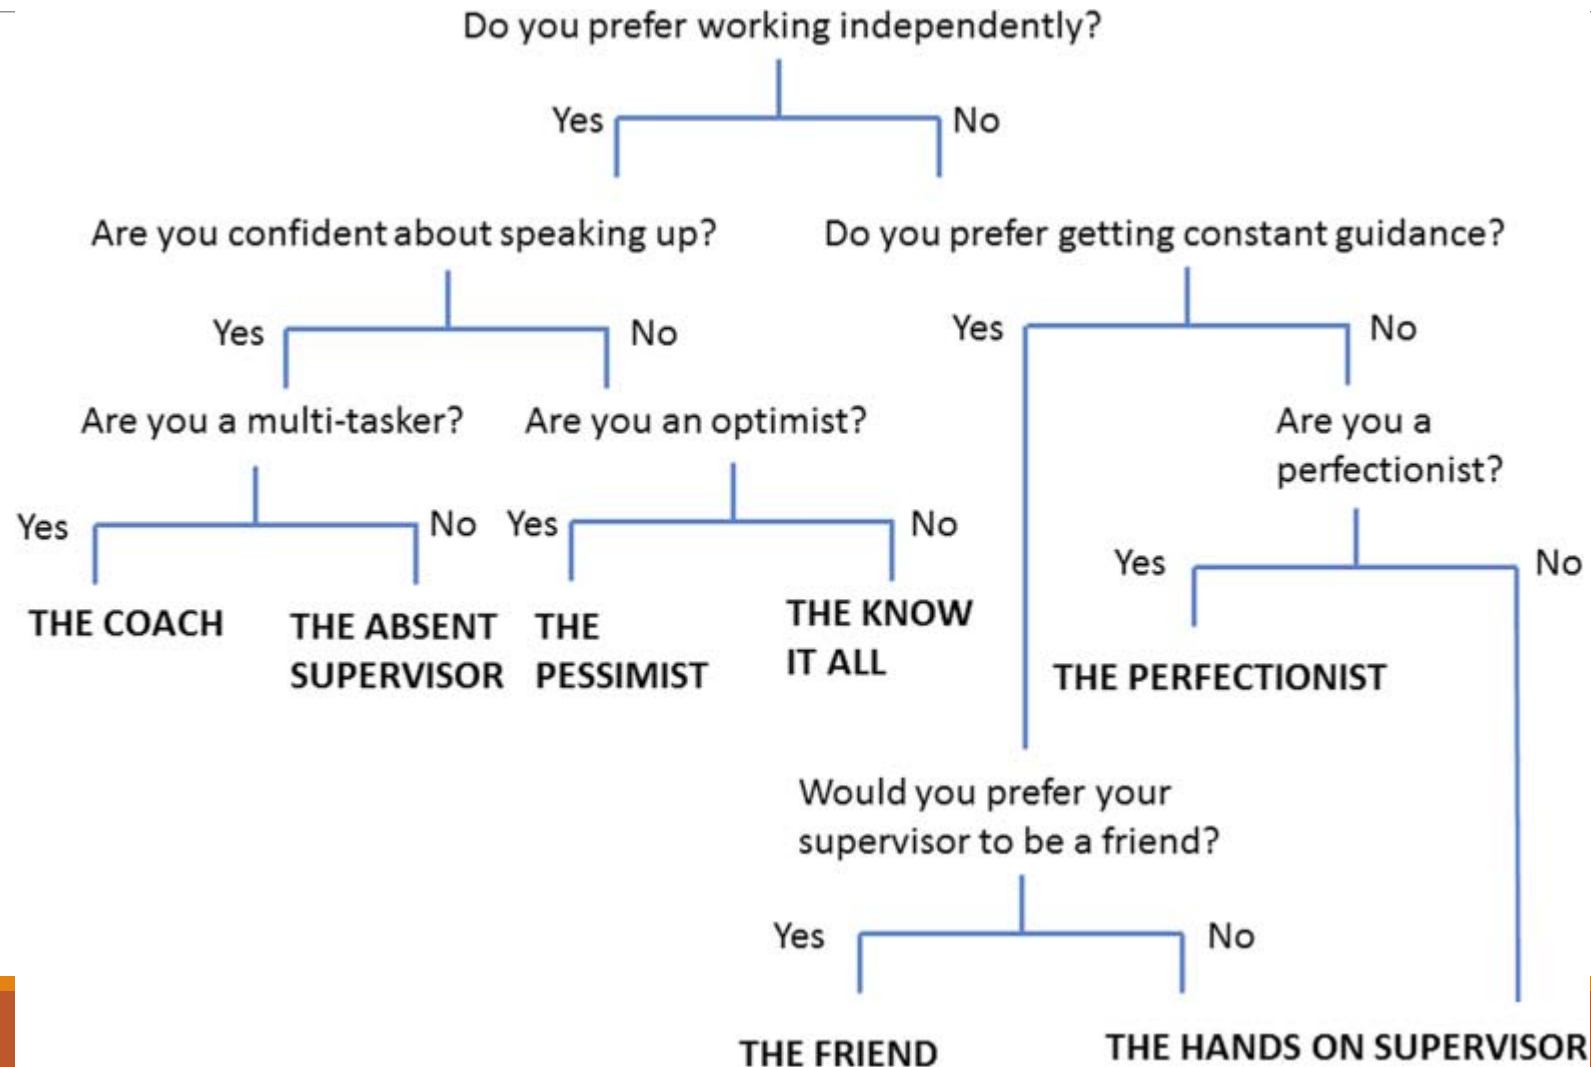 Do you prefer working independently?
Yes
No
Are you confident about speaking up?
Do you prefer getting constant guidance?
Yes
No
Yes
No
Are you a multi-tasker?
Are you an optimist?
Are you a
perfectionist?
Yes
No
Yes
No
Yes
No
THE COACH
THE ABSENT
SUPERVISOR
THE
PESSIMIST
THE KNOW
IT ALL
THE PERFECTIONIST
Would you prefer your
supervisor to be a friend?
Yes
No
THE FRIEND
THE HANDS ON SUPERVISOR